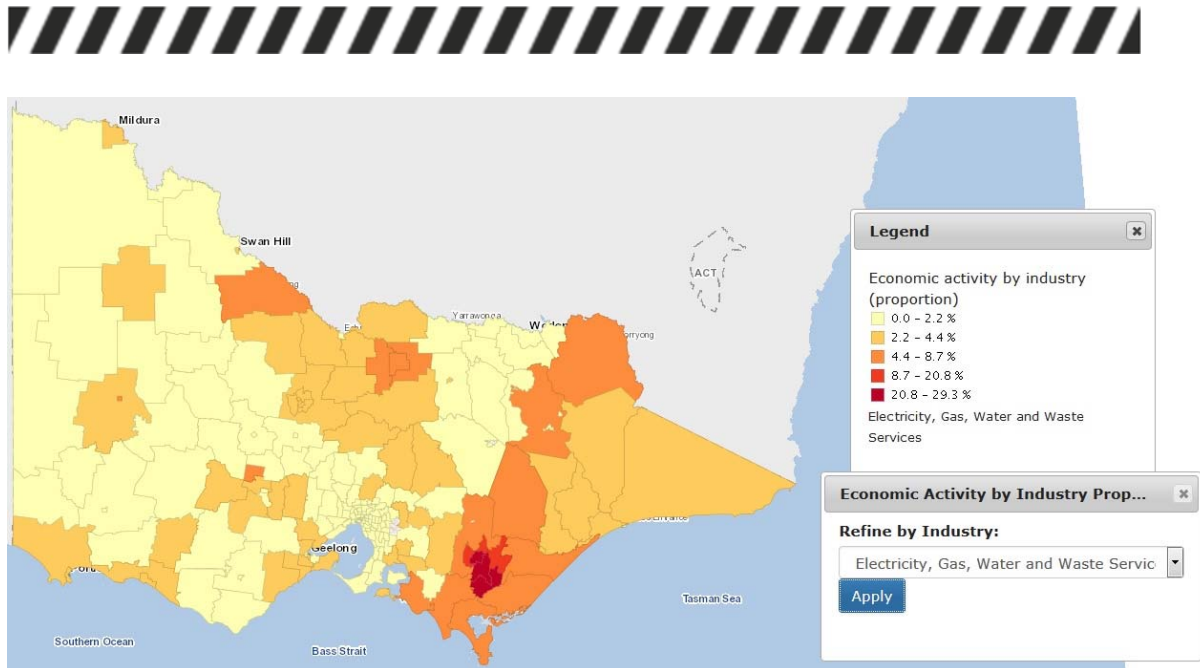 Mildura
Swan Hill
ACT
Yarrawonga
Legend
Economic activity by industry
(proportion)
0.0 – 2.2 %
2.2 – 4.4 %
4.4 – 8.7 %
8.7 – 20.8 %
20.8 – 29.3 %
Electricity, Gas, Water and Waste
Services
Economic Activity by Industry Prop...
Refine by Industry:
Electricity, Gas, Water and Waste Servic
Apply
Geelong
Tasman Sea
Southern Ocean
Bass Strait